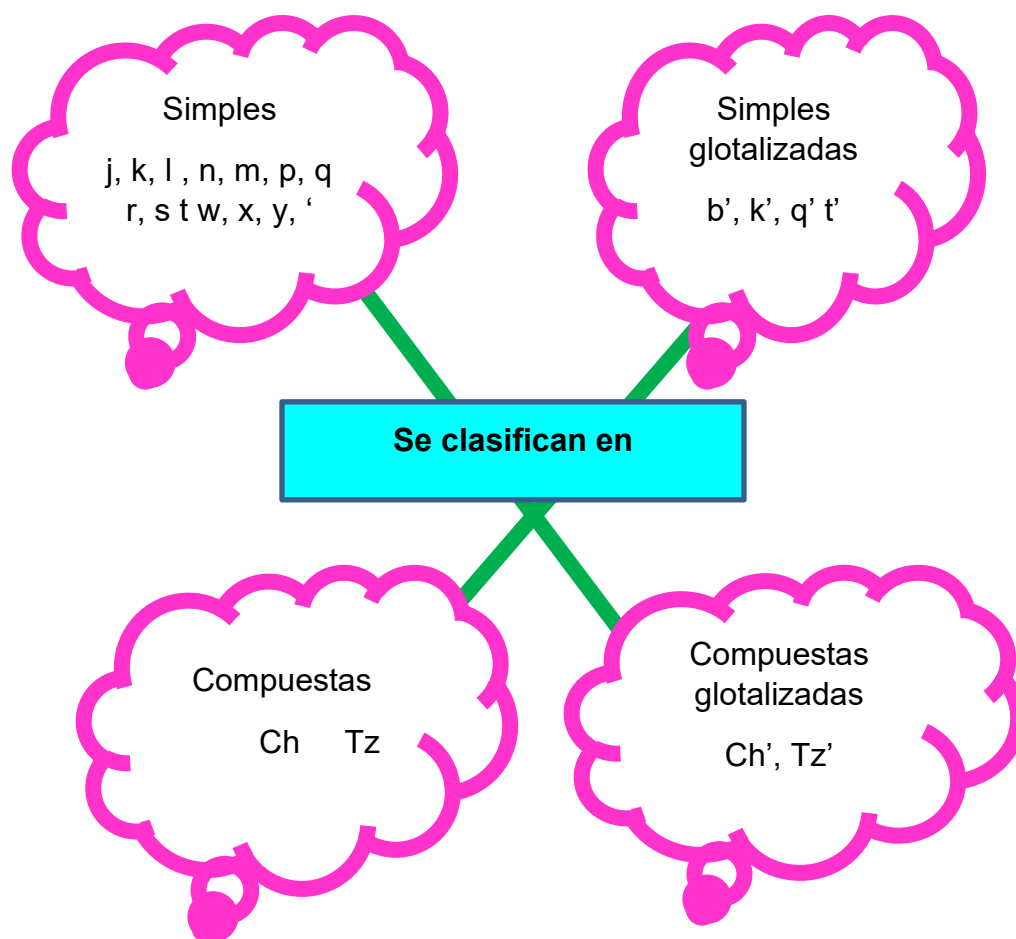 Simples
j, k, l , n, m, p, q
r, s t w, x, y, ‘
Simples
glotalizadas
b’, k’, q’ t’
Se clasifican en
Compuestas
Ch Tz
Compuestas
glotalizadas
Ch’, Tz’